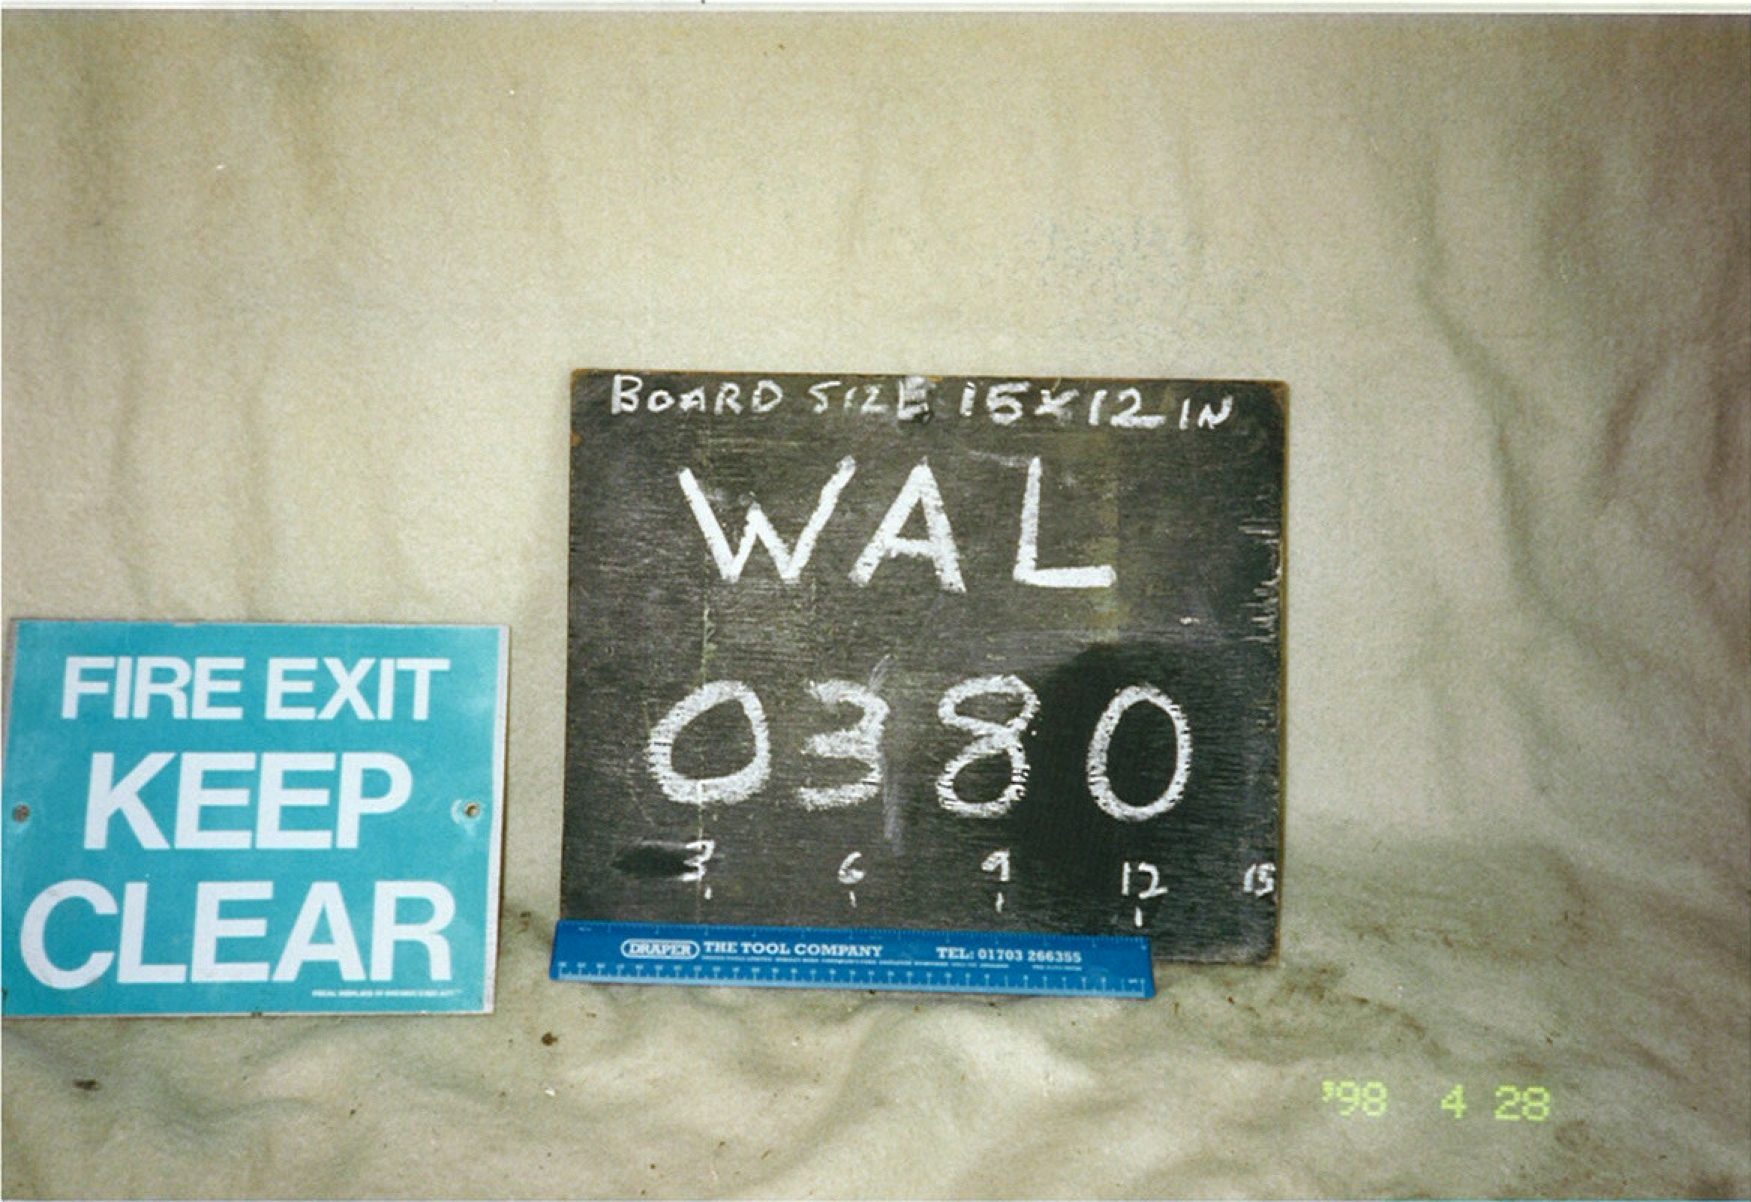 BOARD SIZE 15 X 12 IN
WAL
0380
3 6 9 12 15
DRAPER THE TOOL COMPANY TEL: 01703 266355
FIRE EXIT
KEEP
CLEAR
'98 4 28